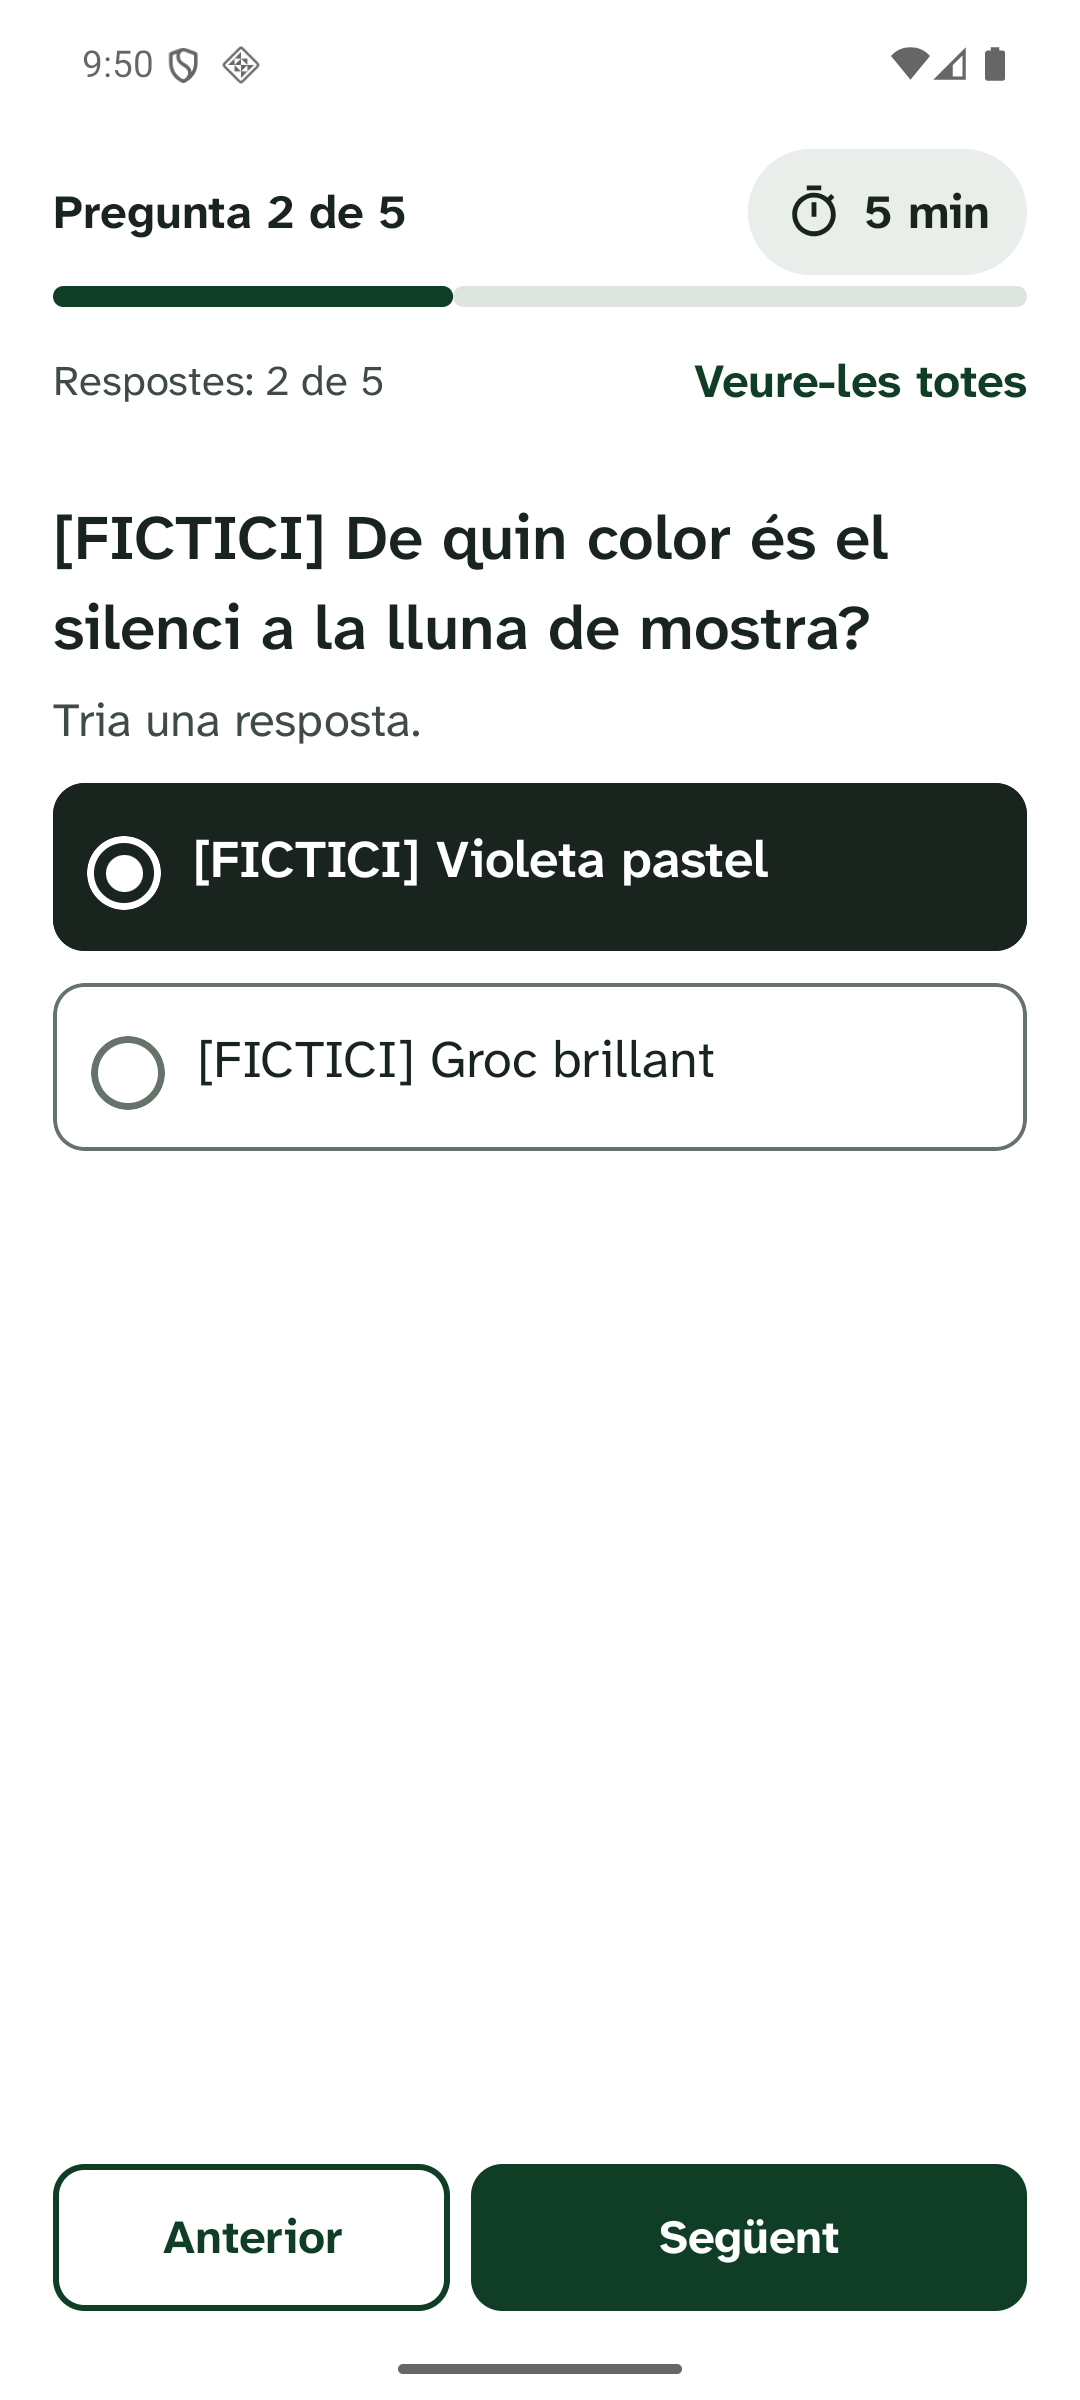 9:50
Pregunta 2 de 5
5 min
Respostes: 2 de 5
Veure-les totes
[FICTICI] De quin color és el
silenci a la lluna de mostra?
Tria una resposta.
[FICTICI] Violeta pastel
[FICTICI] Groc brillant
Anterior
Següent